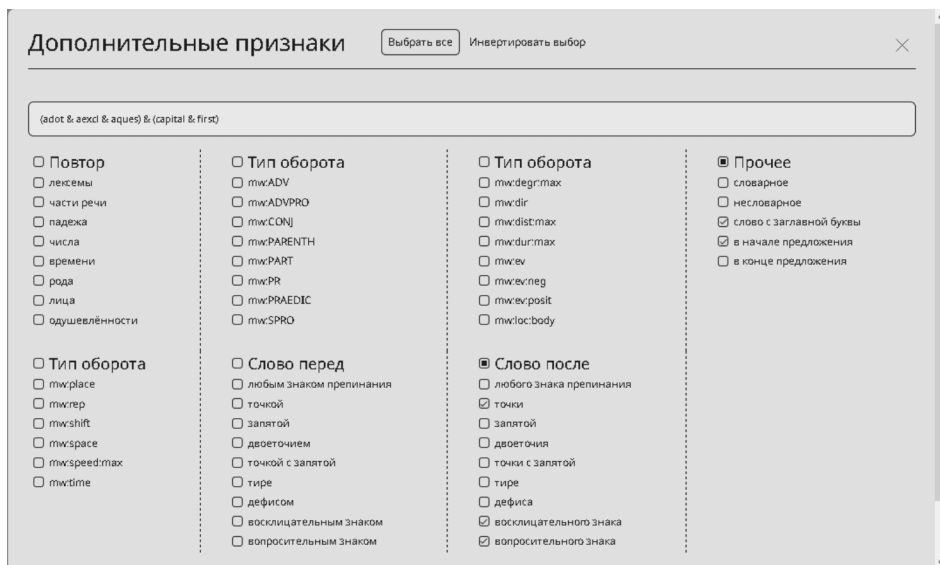 Дополнительные признаки
Выбрать все
Инвертировать выбор
(adot & aexcl & aques) & (capital & first)
Повтор
лексемы
части речи
падежа
числа
времени
рода
лица
одушевлённости
Тип оборота
mw:ADV
mw:ADVPRO
mw:CONJ
mw:PARENTH
mw:PART
mw:PR
mw:PRAEDIC
mw:SPRO
Тип оборота
mw:degr:max
mw:dir
mw:dist:max
mw:dur:max
mw:ev
mw:ev:neg
mw:ev:posit
mw:loc:body
Прочее
словарное
несловарное
слово с заглавной буквы
в начале предложения
в конце предложения
Тип оборота
mw:place
mw:rep
mw:shift
mw:space
mw:speed:max
mw:time
Слово перед
любым знаком препинания
точкой
запятой
двоеточием
точкой с запятой
тире
дефисом
восклицательным знаком
вопросительным знаком
Слово после
любого знака препинания
точки
запятой
двоеточия
точки с запятой
тире
дефиса
восклицательного знака
вопросительного знака